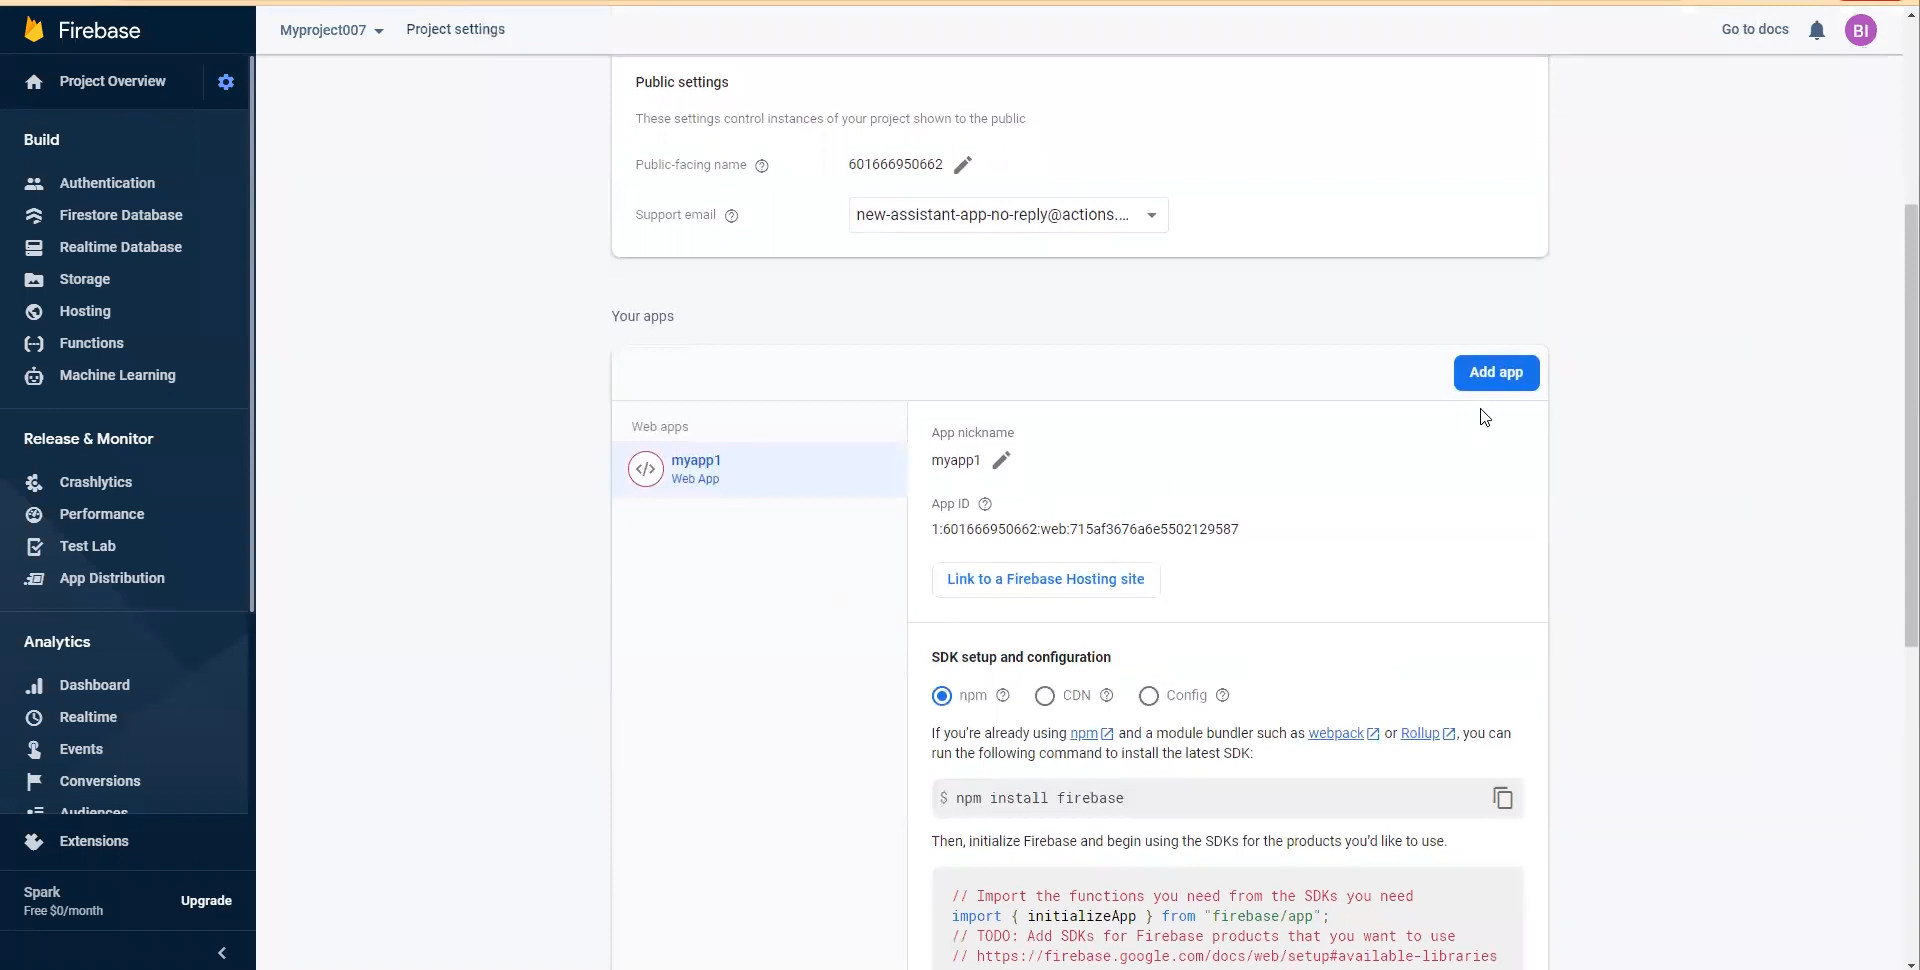 Firebase
Myproject007
Project settings
Go to docs
BI
Project Overview
Build
Authentication
Firestore Database
Realtime Database
Storage
Hosting
Functions
Machine Learning
Release & Monitor
Crashlytics
Performance
Test Lab
App Distribution
Analytics
Dashboard
Realtime
Events
Conversions
Audiences
Extensions
Spark
Free $0/month
Upgrade
Public settings
These settings control instances of your project shown to the public
Public-facing name
601666950662
Support email
new-assistant-app-no-reply@actions....
Your apps
Add app
Web apps
myapp1
Web App
App nickname
myapp1
App ID
1:601666950662:web:715af3676a6e5502129587
Link to a Firebase Hosting site
SDK setup and configuration
npm
CDN
Config
If you're already using npm and a module bundler such as webpack or Rollup, you can
run the following command to install the latest SDK:
$ npm install firebase
Then, initialize Firebase and begin using the SDKs for the products you'd like to use.
// Import the functions you need from the SDKs you need
import { initializeApp } from "firebase/app";
// TODO: Add SDKs for Firebase products that you want to use
// https://firebase.google.com/docs/web/setup#available-libraries